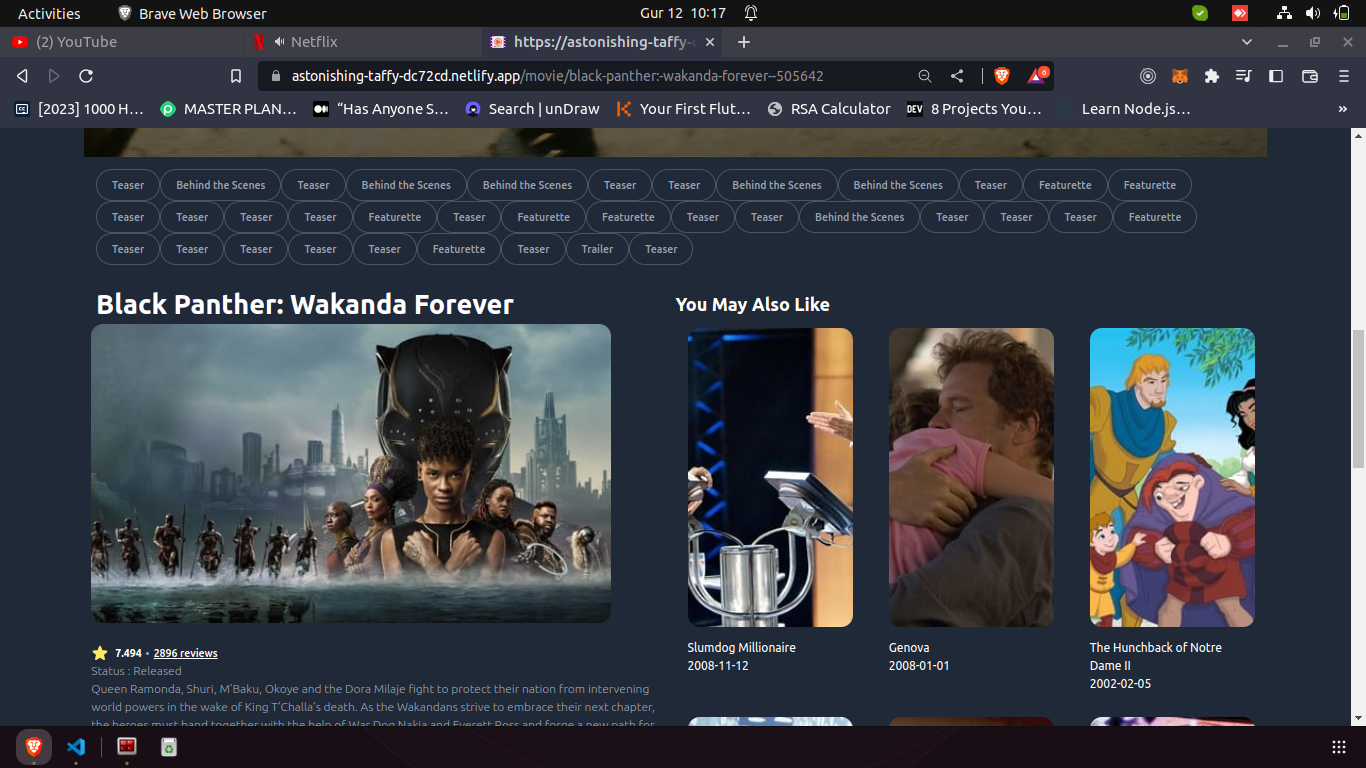 Activities Brave Web Browser Gur 12 10:17
(2) YouTube Netflix https://astonishing-taffy-
astonishing-taffy-dc72cd.netlify.app/movie/black-panther:-wakanda-forever--505642 6
[2023] 1000 H… MASTER PLAN… “Has Anyone S… Search | unDraw Your First Flut… RSA Calculator DEV 8 Projects You… Learn Node.js… »
Teaser Behind the Scenes Teaser Behind the Scenes Behind the Scenes Teaser Teaser Behind the Scenes Behind the Scenes Teaser Featurette Featurette
Teaser Teaser Teaser Teaser Featurette Teaser Featurette Featurette Teaser Teaser Behind the Scenes Teaser Teaser Teaser Featurette
Teaser Teaser Teaser Teaser Teaser Featurette Teaser Trailer Teaser
Black Panther: Wakanda Forever
You May Also Like
Slumdog Millionaire
2008-11-12
Genova
2008-01-01
The Hunchback of Notre
Dame II
2002-02-05
7.494 • 2896 reviews
Status : Released
Queen Ramonda, Shuri, M’Baku, Okoye and the Dora Milaje fight to protect their nation from intervening
world powers in the wake of King T’Challa’s death. As the Wakandans strive to embrace their next chapter,
the heroes must band together with the help of War Dog Nakia and Everett Ross and forge a new path for